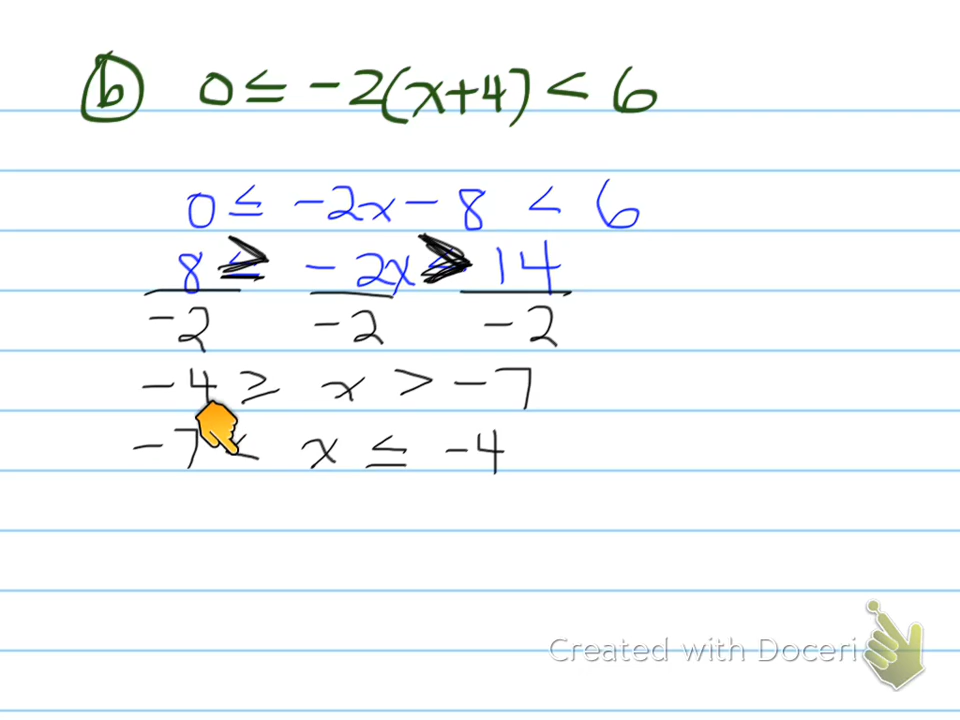 b 0 ≤ -2(x+4) < 6
0 ≤ -2x - 8 < 6
8 ≥ -2x > 14
-2 -2 -2
-4 ≥ x > -7
-7 < x ≤ -4
Created with Doceri